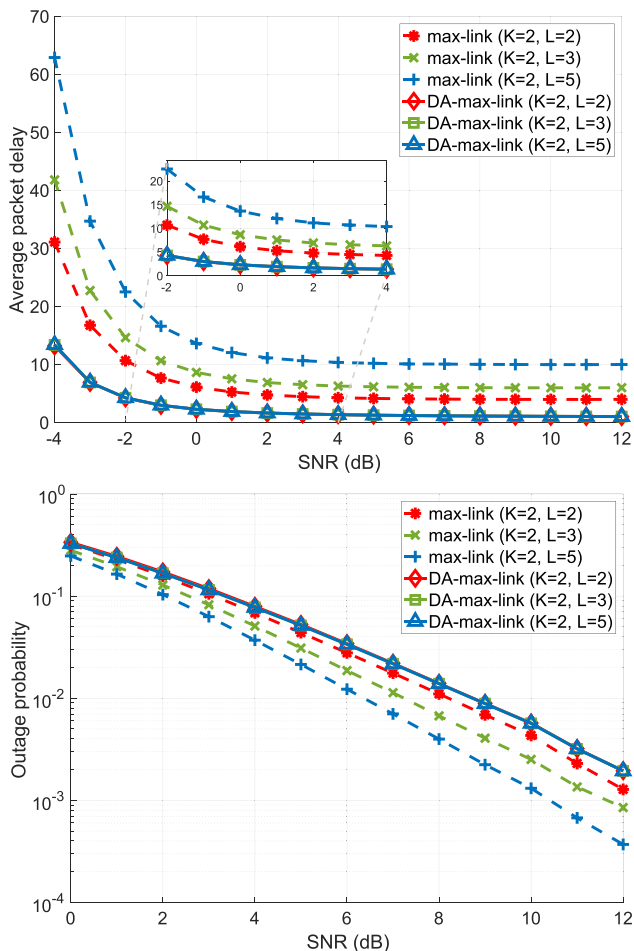 70
60
50
40
30
20
10
0
Average packet delay
max-link (K=2, L=2)
max-link (K=2, L=3)
max-link (K=2, L=5)
DA-max-link (K=2, L=2)
DA-max-link (K=2, L=3)
DA-max-link (K=2, L=5)
25
20
15
10
5
0
-2 0 2 4
-4 -2 0 2 4 6 8 10 12
SNR (dB)
10^0
10^-1
10^-2
10^-3
10^-4
Outage probability
max-link (K=2, L=2)
max-link (K=2, L=3)
max-link (K=2, L=5)
DA-max-link (K=2, L=2)
DA-max-link (K=2, L=3)
DA-max-link (K=2, L=5)
0 2 4 6 8 10 12
SNR (dB)